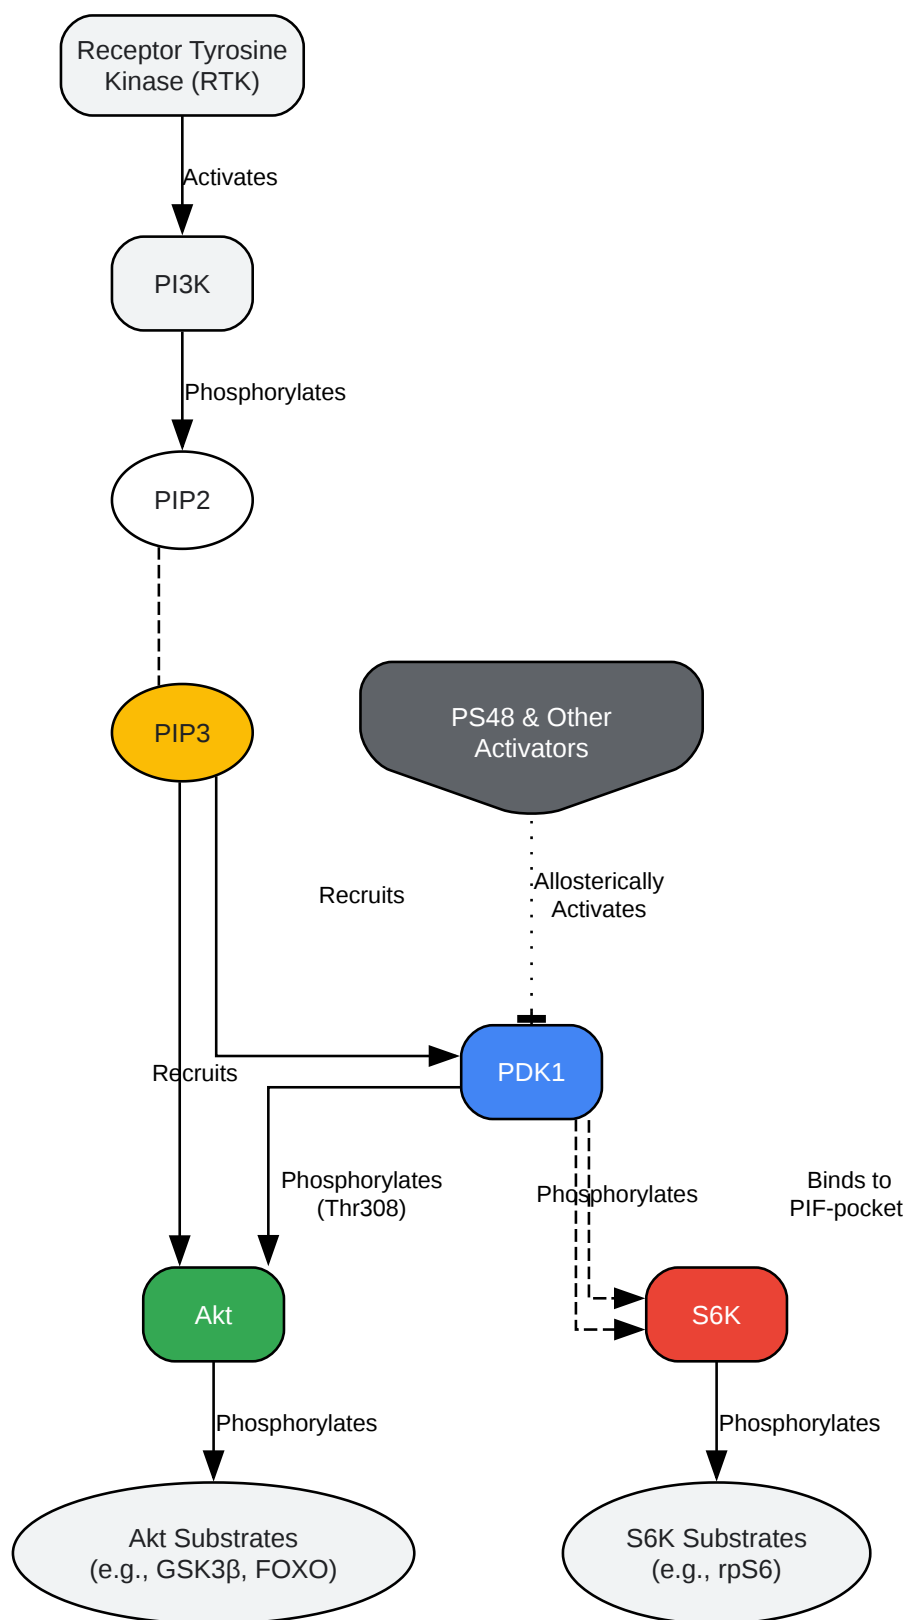 Receptor Tyrosine
Kinase (RTK)
Activates
PI3K
Phosphorylates
PIP2
PIP3
PS48 & Other
Activators
Recruits
Allosterically
Activates
PDK1
Recruits
Phosphorylates
(Thr308)
Phosphorylates
Binds to
PIF-pocket
Akt
S6K
Phosphorylates
Phosphorylates
Akt Substrates
(e.g., GSK3β, FOXO)
S6K Substrates
(e.g., rpS6)